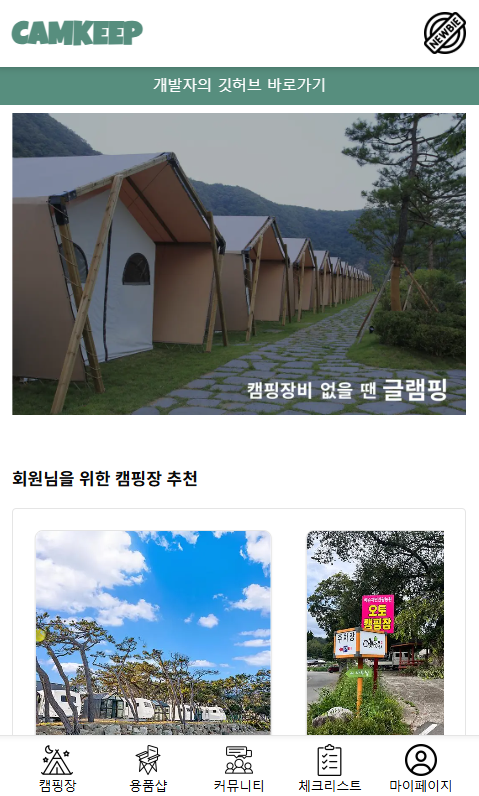 CAMKEEP
NEWBIE
개발자의 깃허브 바로가기
캠핑장비 없을 땐 글램핑
회원님을 위한 캠핑장 추천
오토
캠핑장
캠핑장
용품샵
커뮤니티
체크리스트
마이페이지